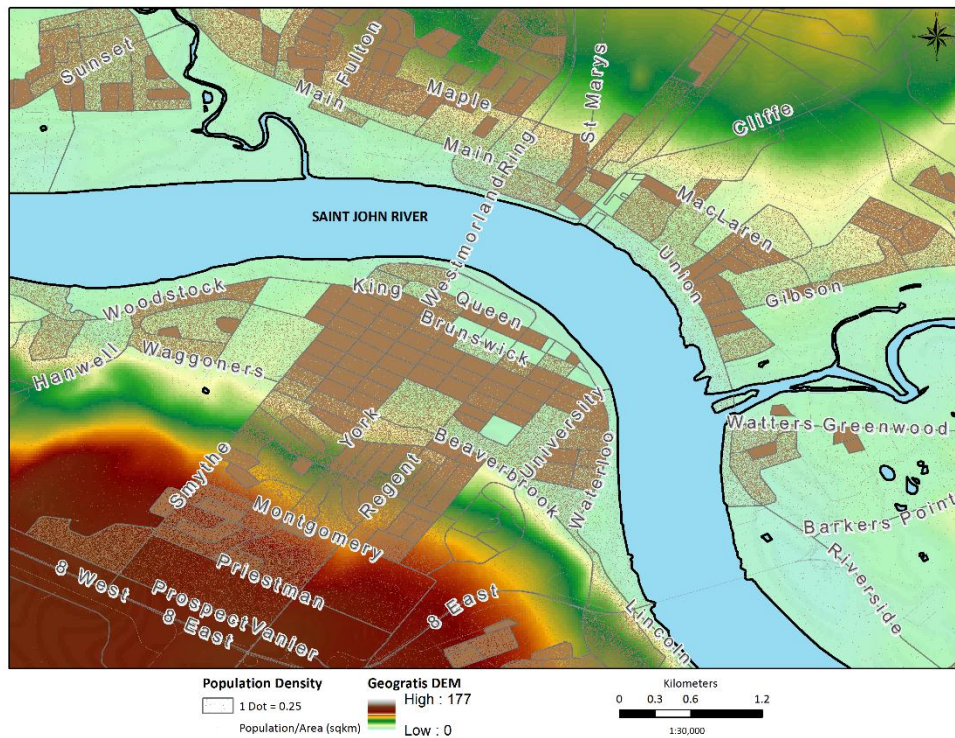 Sunset
Fulton
Main
Maple
St Marys
Cliffe
Main
Ring
MacLaren
SAINT JOHN RIVER
Westmorland
Union
Gibson
Woodstock
King
Queen
Brunswick
Hanwell
Waggoners
University
Watters Greenwood
York
Beaverbrook
Smythe
Regent
Waterloo
Montgomery
Barkers Point
Riverside
Priestman
8 West
Prospect
Vanier
8 East
8 East
Lincoln
Population Density
1 Dot = 0.25
Population/Area (sqkm)
Geogratis DEM
High : 177
Low : 0
Kilometers
0 0.3 0.6 1.2
1:30,000